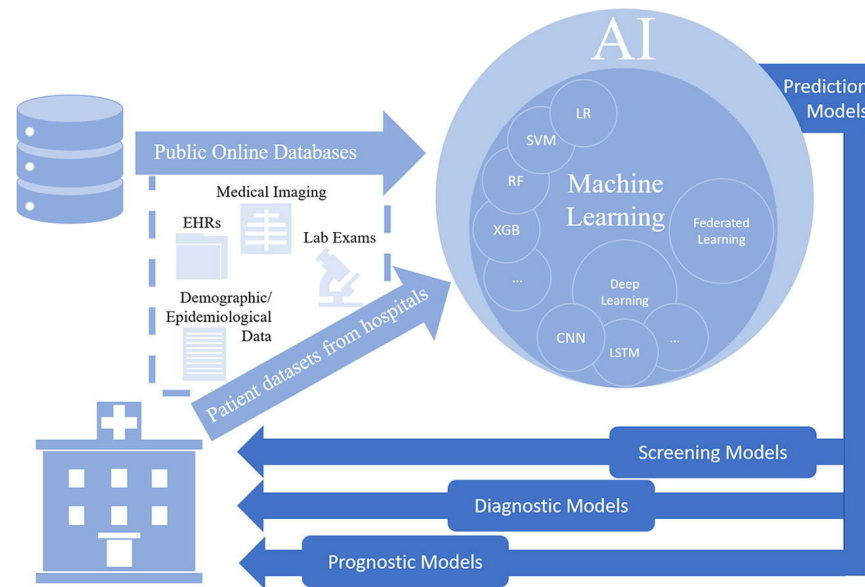 AI
Prediction
Models
LR
SVM
Public Online Databases
RF
Machine
Learning
Medical Imaging
EHRs
Lab Exams
XGB
Federated
Learning
...
Deep
Learning
Demographic/
Epidemiological
Data
Patient datasets from hospitals
CNN
LSTM
...
Screening Models
Diagnostic Models
Prognostic Models